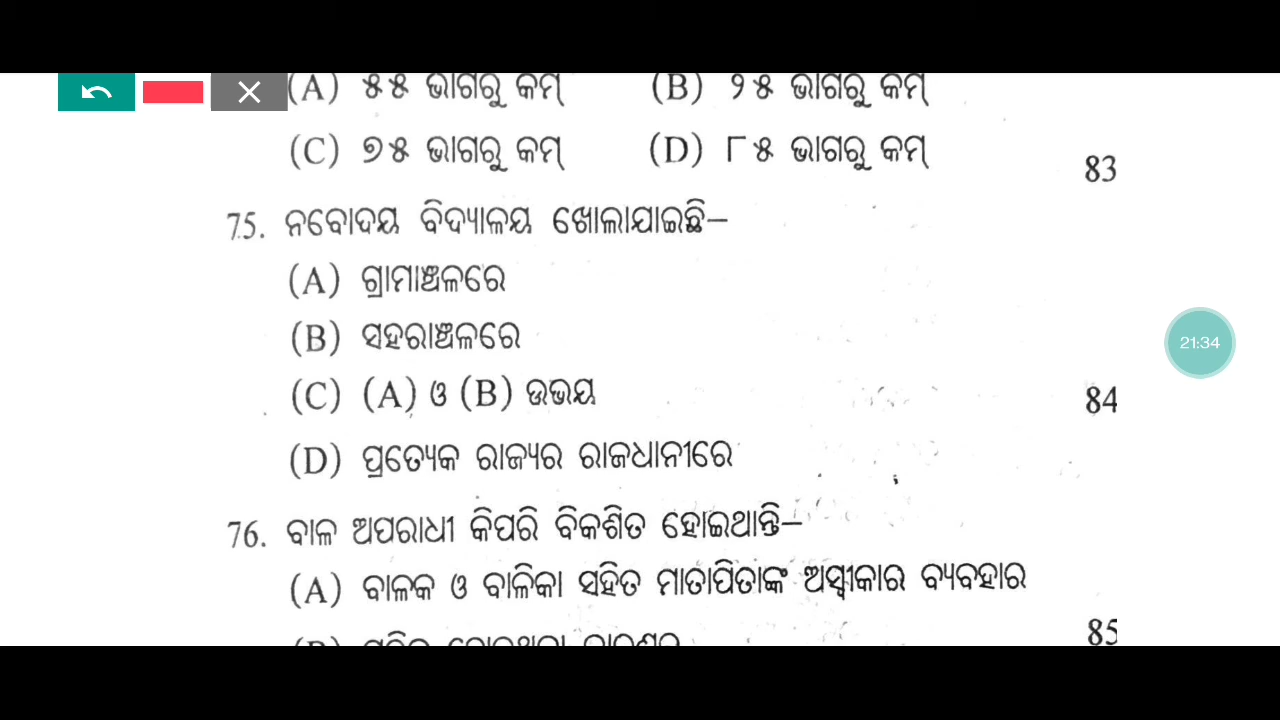 (A) ୫୫ ଭାଗରୁ କମ୍ (B) ୨୫ ଭାଗରୁ କମ୍
(C) ୭୫ ଭାଗରୁ କମ୍ (D) ୮୫ ଭାଗରୁ କମ୍
83
75. ନବୋଦୟ ବିଦ୍ୟାଳୟ ଖୋଲାଯାଇଛି–
(A) ଗ୍ରାମାଞ୍ଚଳରେ
(B) ସହରାଞ୍ଚଳରେ
21:34
(C) (A) ଓ (B) ଉଭୟ
84
(D) ପ୍ରତ୍ୟେକ ରାଜ୍ୟର ରାଜଧାନୀରେ
76. ବାଳ ଅପରାଧୀ କିପରି ବିକଶିତ ହୋଇଥାନ୍ତି–
(A) ବାଳକ ଓ ବାଳିକା ସହିତ ମାତାପିତାଙ୍କ ଅସ୍ୱୀକାର ବ୍ୟବହାର
85